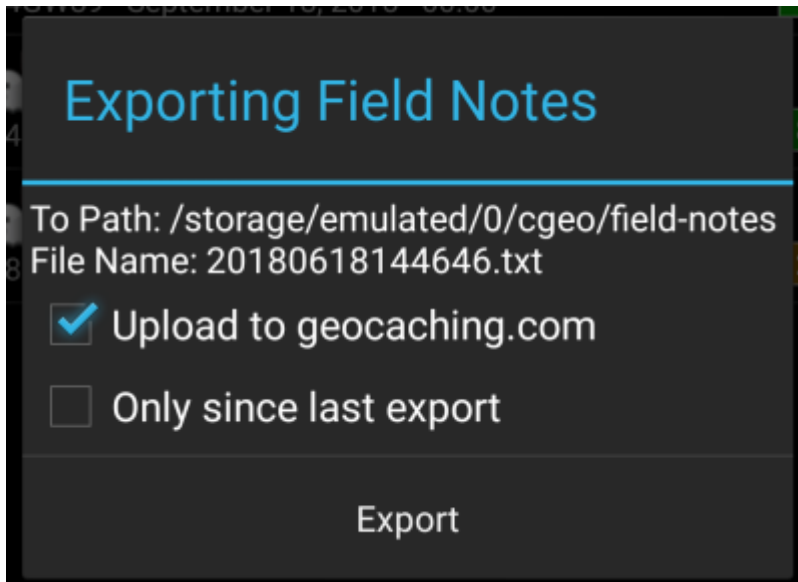 Exporting Field Notes
To Path: /storage/emulated/0/cgeo/field-notes
File Name: 20180618144646.txt
Upload to geocaching.com
Only since last export
Export